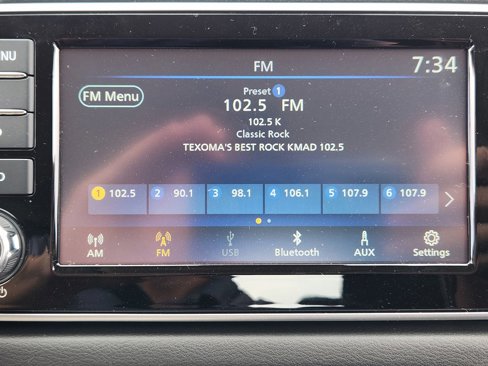 NU
FM
7:34
FM Menu
Preset 1
102.5 FM
102.5 K
Classic Rock
TEXOMA'S BEST ROCK KMAD 102.5
1 102.5 2 90.1 3 98.1 4 106.1 5 107.9 6 107.9
AM FM USB Bluetooth AUX Settings